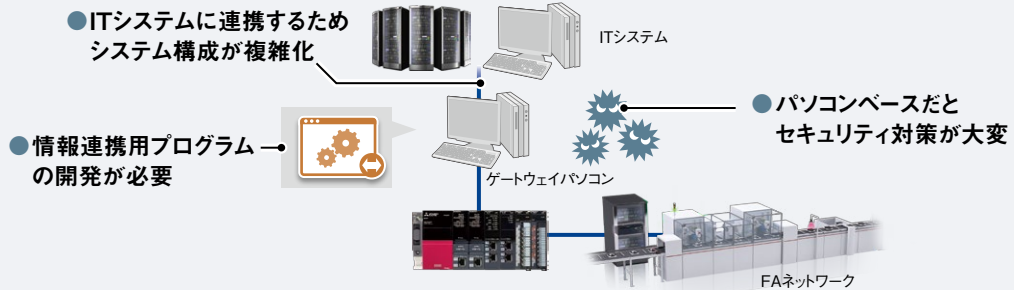 ●ITシステムに連携するため
システム構成が複雑化
ITシステム
●パソコンベースだと
セキュリティ対策が大変
●情報連携用プログラム
の開発が必要
ゲートウェイパソコン
FAネットワーク